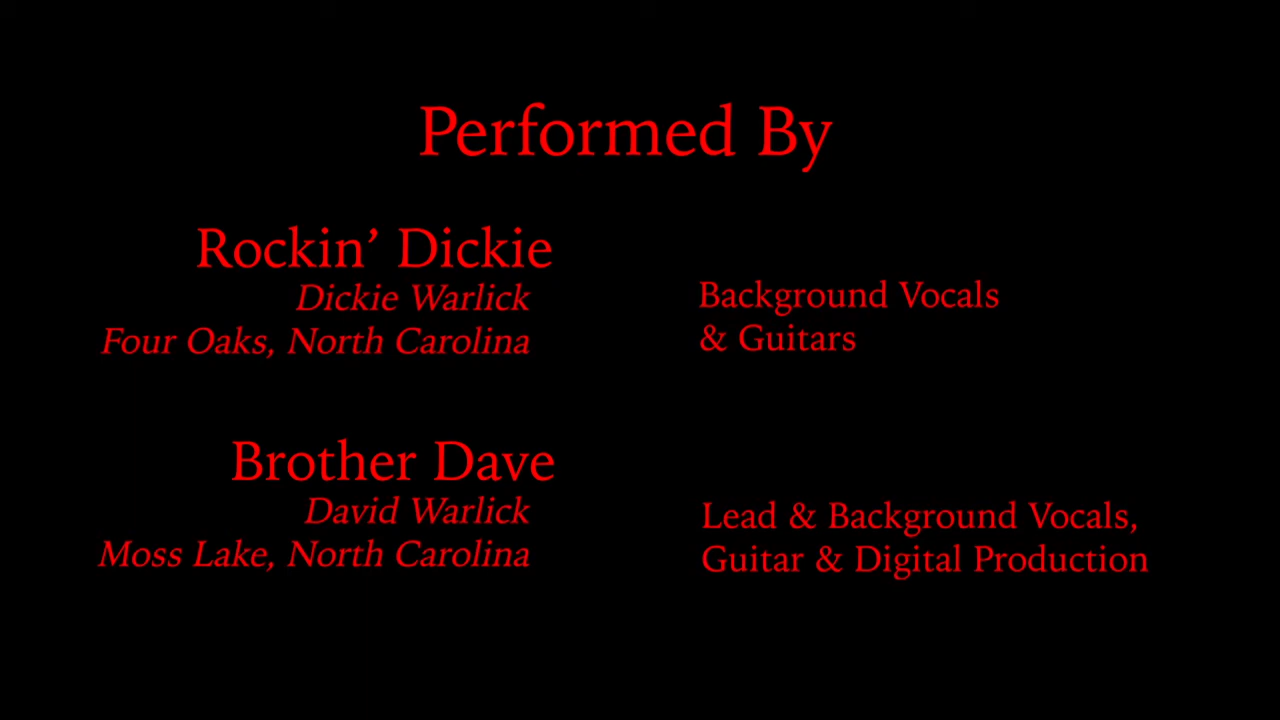 Performed By
Rockin’ Dickie
Dickie Warlick
Four Oaks, North Carolina
Background Vocals
& Guitars
Brother Dave
David Warlick
Moss Lake, North Carolina
Lead & Background Vocals,
Guitar & Digital Production